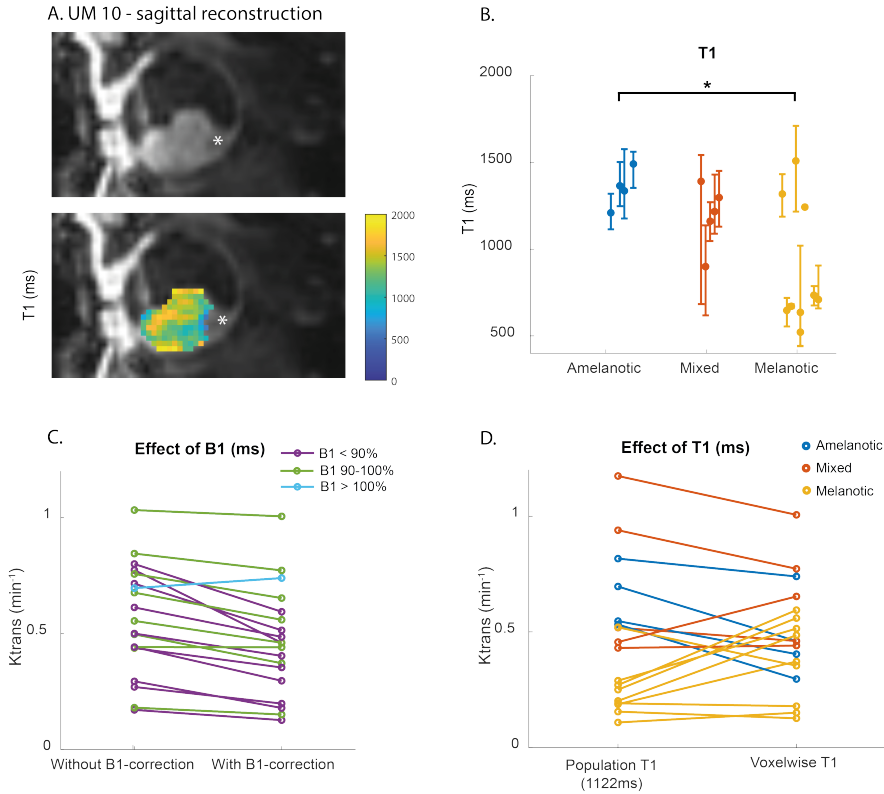 A. UM 10 - sagittal reconstruction
*
T1 (ms)
*
2000
1500
1000
500
0
B.
T1
2000
1500
1000
500
T1 (ms)
*
Amelanotic
Mixed
Melanotic
C.
Effect of B1 (ms)
B1 < 90%
B1 90-100%
B1 > 100%
Ktrans (min⁻¹)
1
0.5
0
Without B1-correction
With B1-correction
D.
Effect of T1 (ms)
Amelanotic
Mixed
Melanotic
Ktrans (min⁻¹)
1
0.5
0
Population T1
(1122ms)
Voxelwise T1